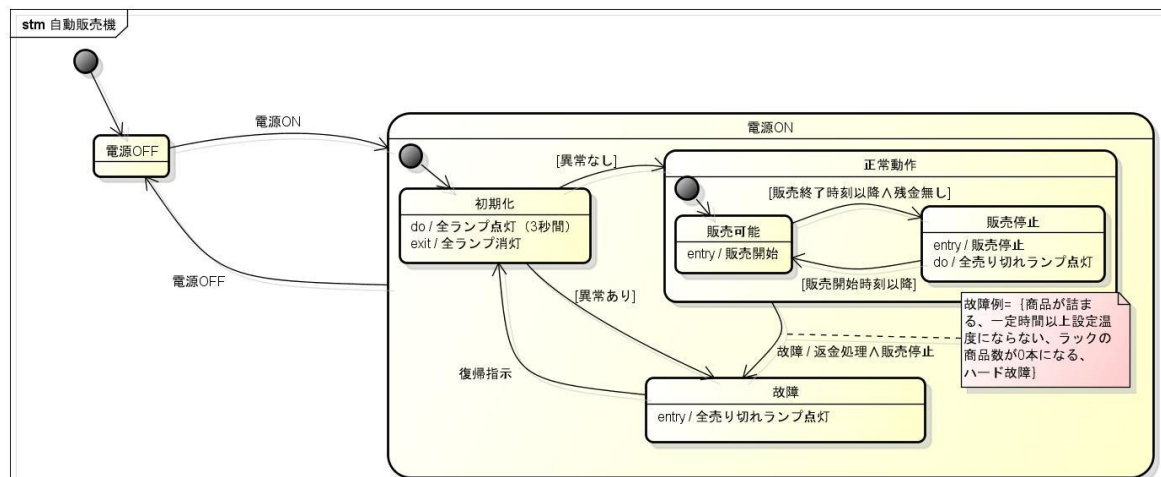 stm 自動販売機
電源OFF
電源ON
電源OFF
電源ON
初期化
do / 全ランプ点灯（3秒間）
exit / 全ランプ消灯
[異常なし]
[異常あり]
復帰指示
正常動作
販売可能
entry / 販売開始
[販売終了時刻以降∧残金無し]
[販売開始時刻以降]
販売停止
entry / 販売停止
do / 全売り切れランプ点灯
故障 / 返金処理∧販売停止
故障例=｛商品が詰ま
る、一定時間以上設定温
度にならない、ラックの
商品数が0本になる、
ハード故障｝
故障
entry / 全売り切れランプ点灯